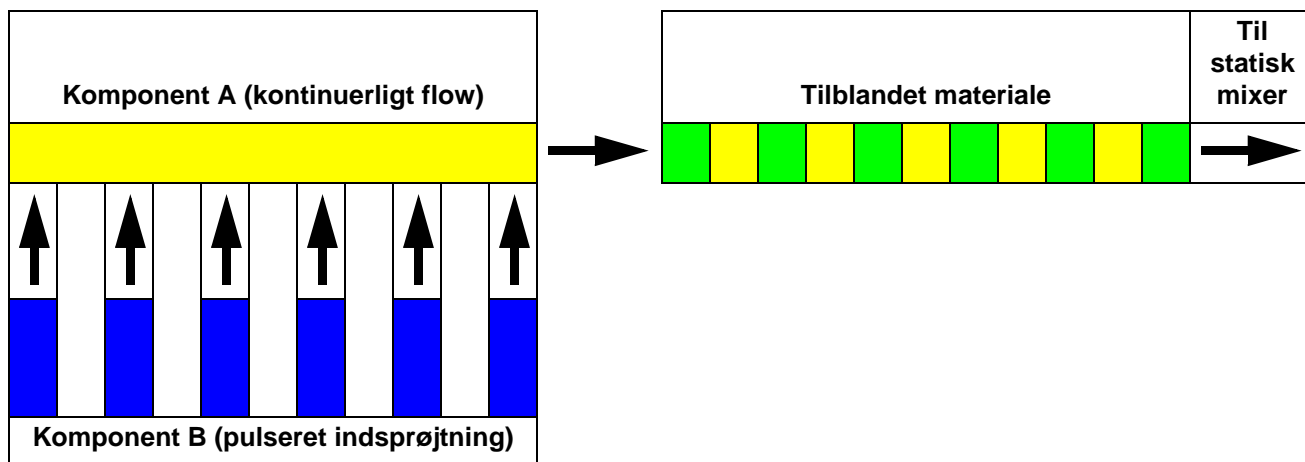 Komponent A (kontinuerligt flow)
Tilblandet materiale
Til
statisk
mixer
Komponent B (pulseret indsprøjtning)